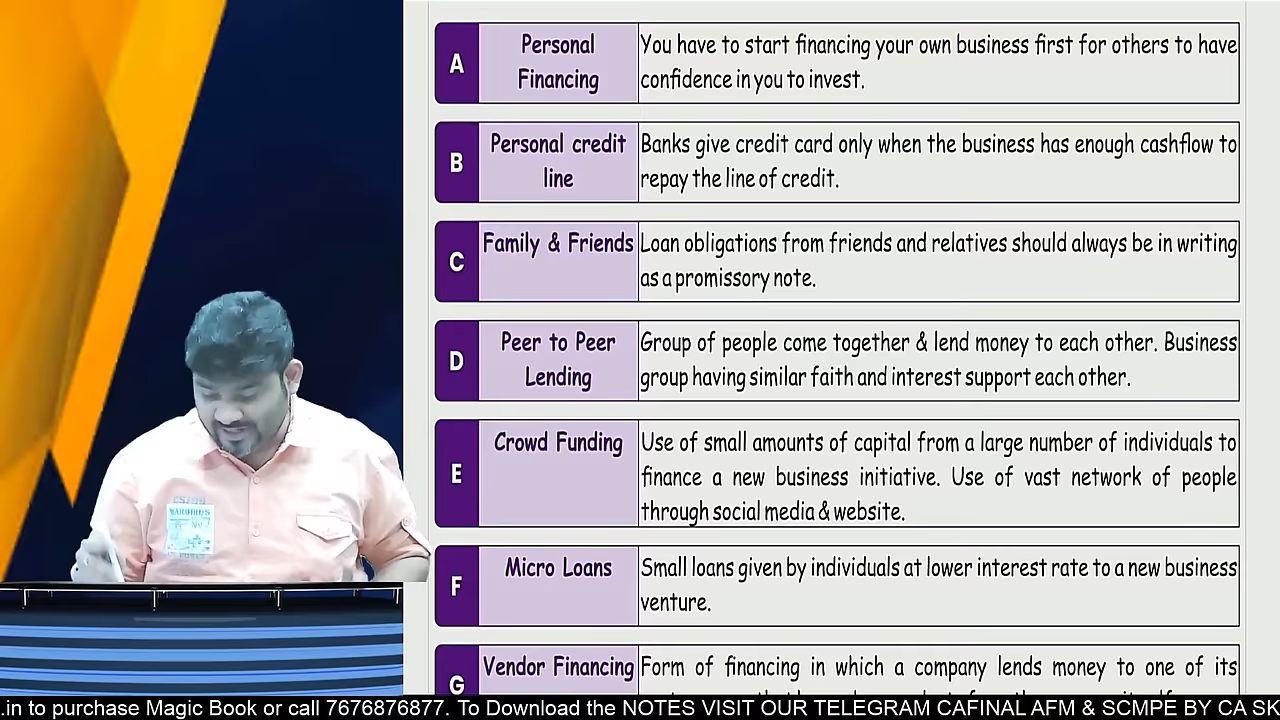 A
Personal
Financing
You have to start financing your own business first for others to have
confidence in you to invest.
B
Personal credit
line
Banks give credit card only when the business has enough cashflow to
repay the line of credit.
C
Family & Friends
Loan obligations from friends and relatives should always be in writing
as a promissory note.
D
Peer to Peer
Lending
Group of people come together & lend money to each other. Business
group having similar faith and interest support each other.
E
Crowd Funding
Use of small amounts of capital from a large number of individuals to
finance a new business initiative. Use of vast network of people
through social media & website.
F
Micro Loans
Small loans given by individuals at lower interest rate to a new business
venture.
G
Vendor Financing
Form of financing in which a company lends money to one of its
.in to purchase Magic Book or call 7676876877. To Download the NOTES VISIT OUR TELEGRAM CAFINAL AFM & SCMPE BY CA SK